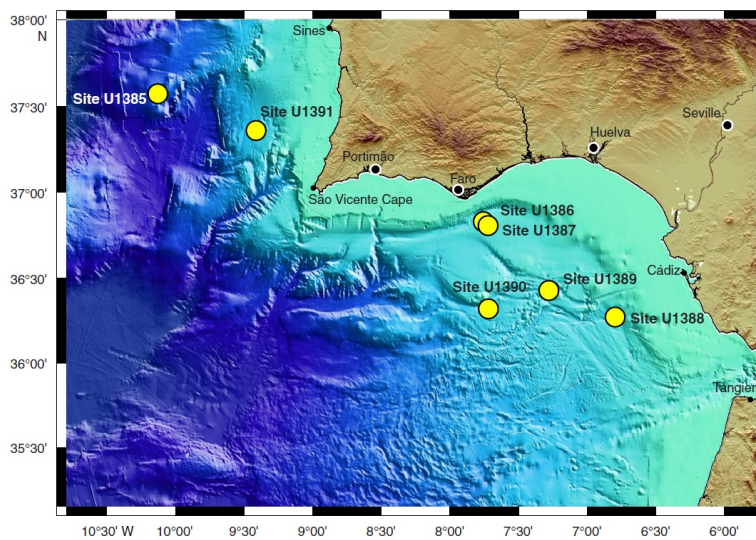 38°00'
N
Sines
Site U1385
37°30'
Site U1391
Seville
Huelva
Portimão
37°00'
Faro
São Vicente Cape
Site U1386
Site U1387
36°30'
Site U1390
Site U1389
Cádiz
Site U1388
36°00'
Tangier
35°30'
10°30' W
10°00'
9°30'
9°00'
8°30'
8°00'
7°30'
7°00'
6°30'
6°00'